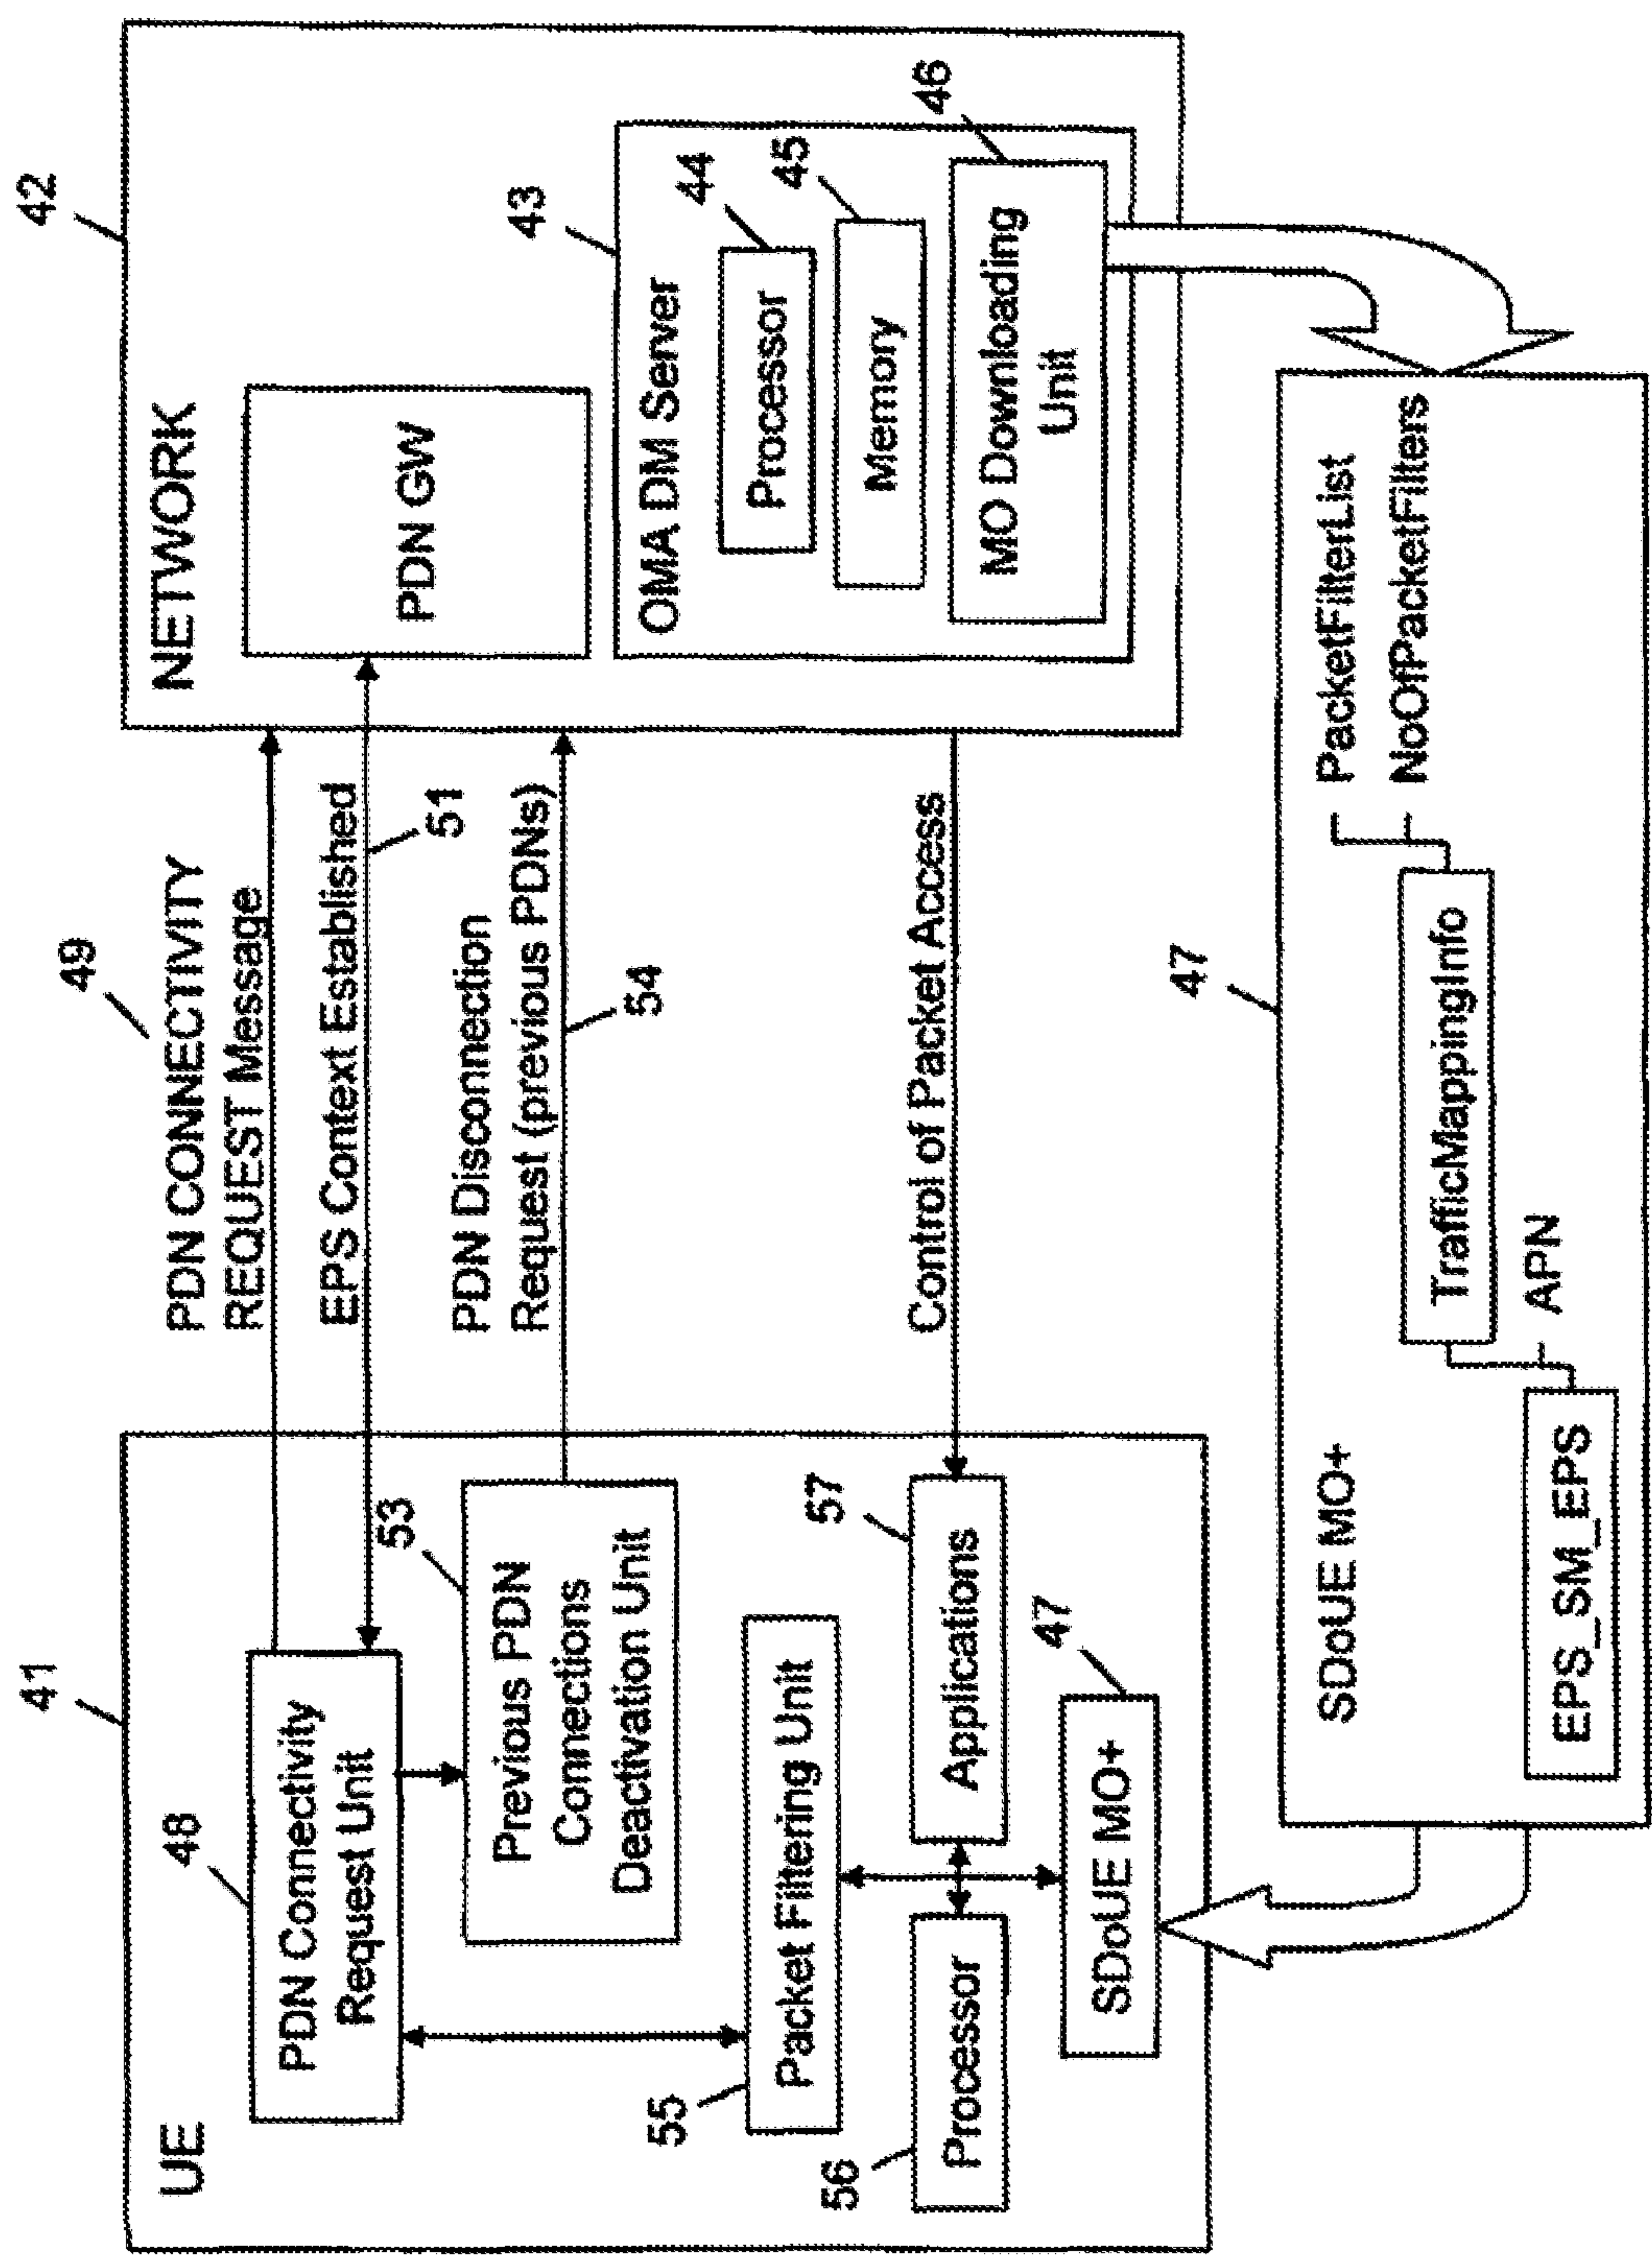 41
UE
48
PDN Connectivity
Request Unit
53
Previous PDN
Connections
Deactivation Unit
55
Packet Filtering Unit
56
Processor
57
Applications
47
SDoUE MO+
49
PDN CONNECTIVITY
REQUEST Message
EPS Context Established
51
PDN Disconnection
Request (previous PDNs)
54
Control of Packet Access
42
NETWORK
PDN GW
43
OMA DM Server
44
Processor
45
Memory
46
MO Downloading
Unit
47
SDoUE MO+
EPS_SM_EPS
APN
TrafficMappingInfo
PacketFilterList
NoOfPacketFilters